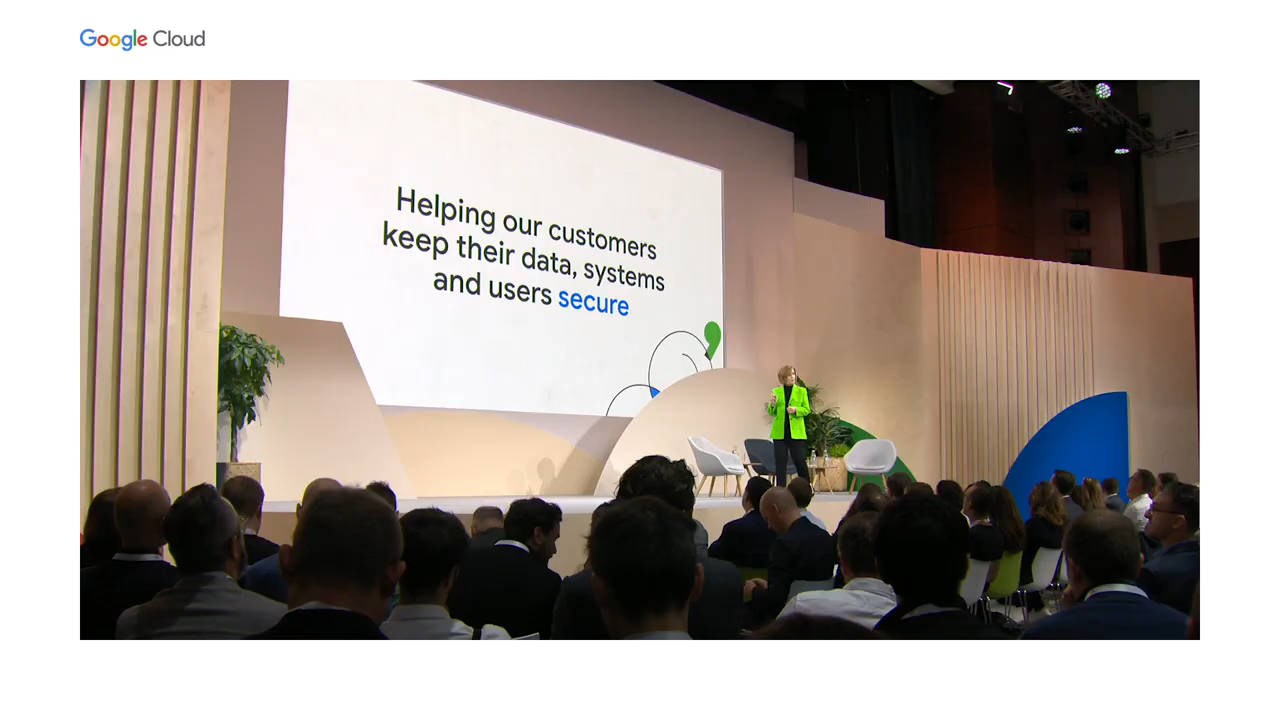 Google Cloud
Helping our customers
keep their data, systems
and users secure